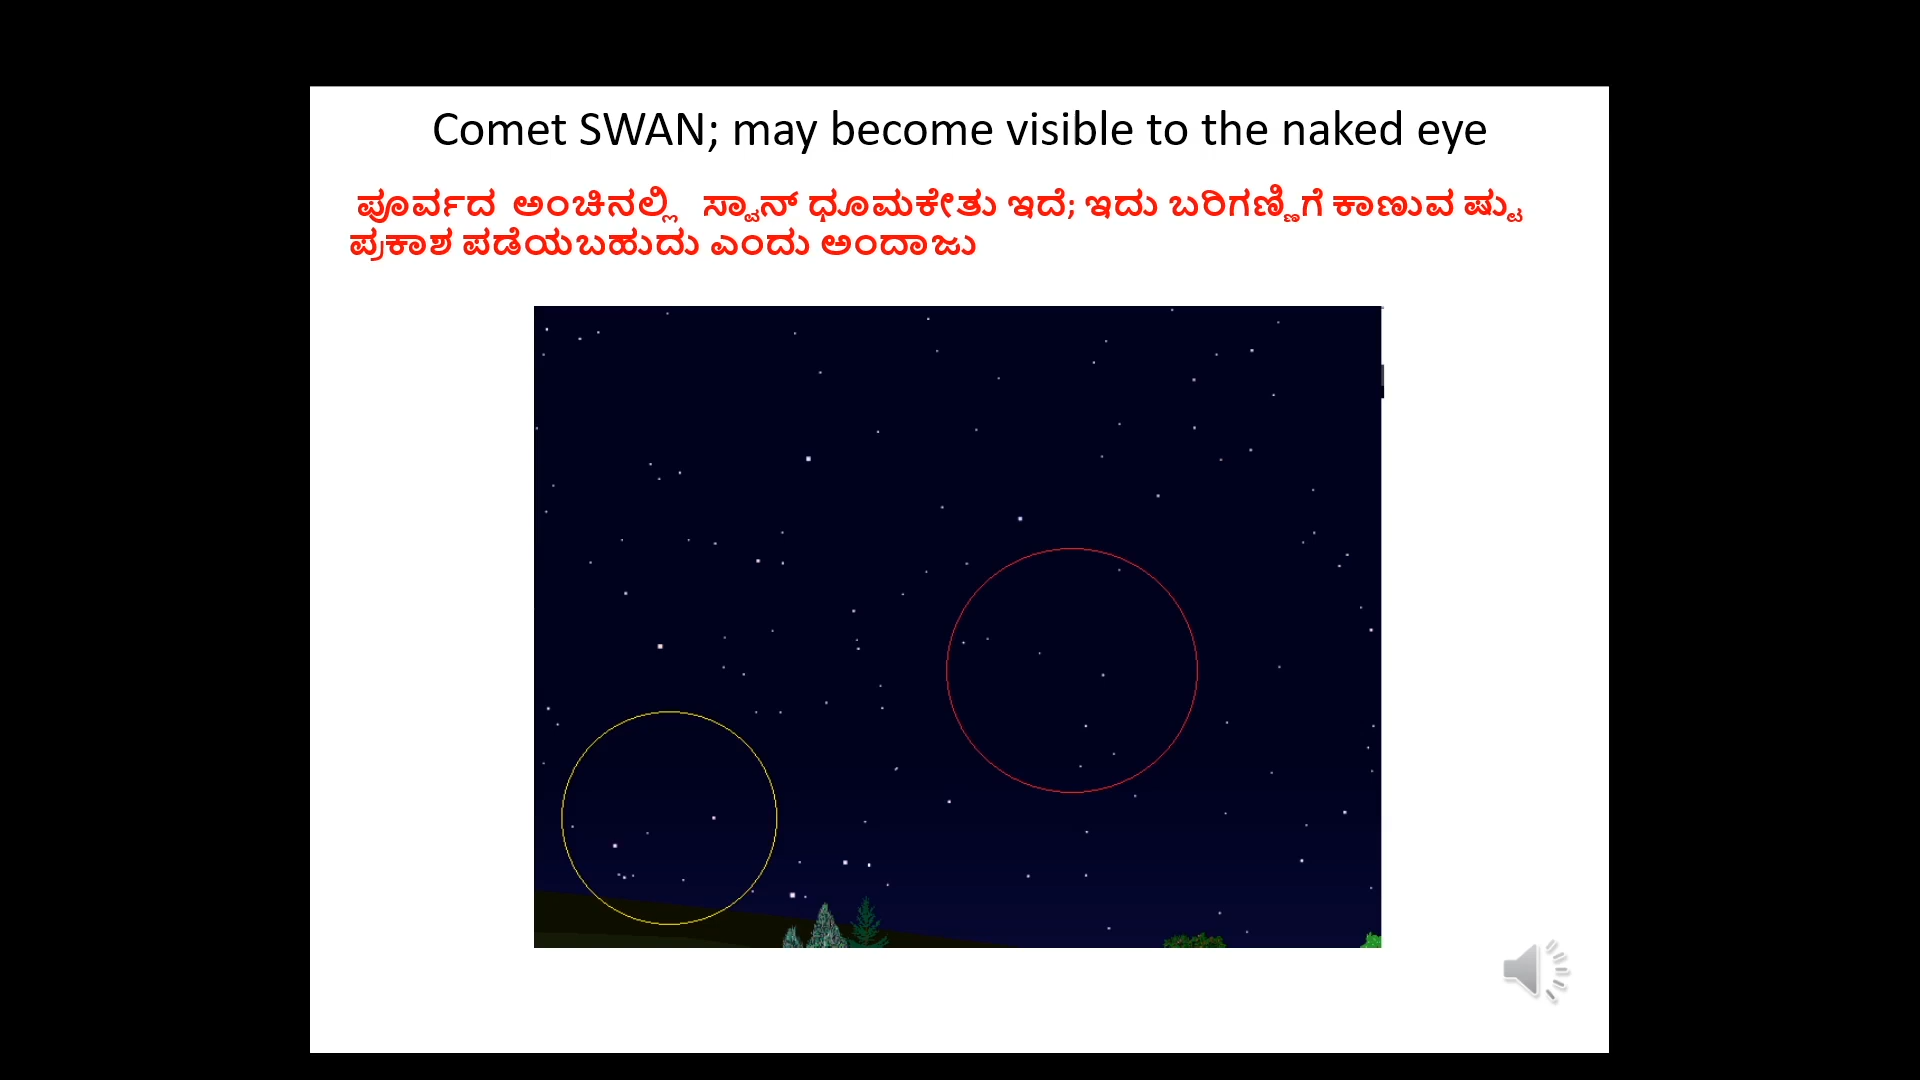 Comet SWAN; may become visible to the naked eye
ಪೂರ್ವದ ಅಂಚಿನಲ್ಲಿ ಸ್ವಾನ್ ಧೂಮಕೇತು ಇದೆ; ಇದು ಬರಿಗಣ್ಣಿಗೆ ಕಾಣುವ ಷ್ಟು
ಪ್ರಕಾಶ ಪಡೆಯಬಹುದು ಎಂದು ಅಂದಾಜು